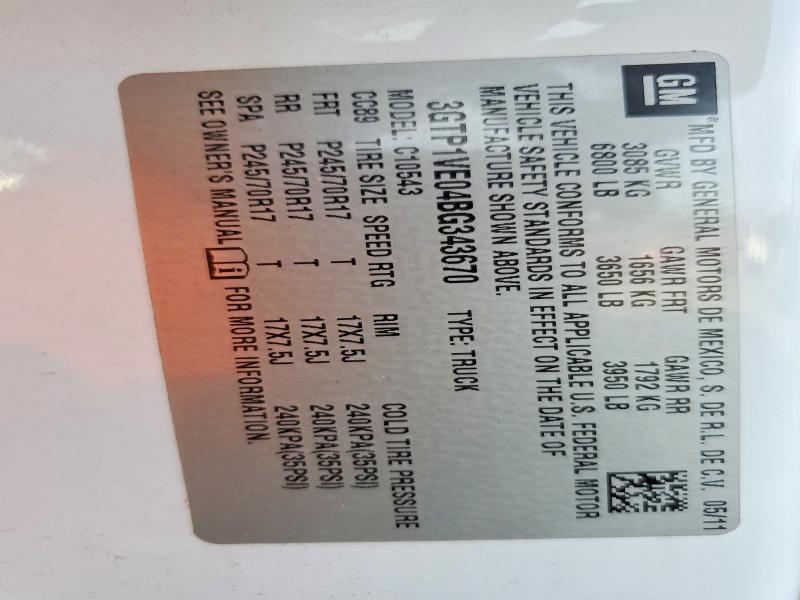 GM
®
MFD BY GENERAL MOTORS DE MEXICO, S. DE R.L. DE C.V. 05/11
GVWR GAWR FRT GAWR RR
3085 KG 1656 KG 1792 KG
6800 LB 3650 LB 3950 LB
THIS VEHICLE CONFORMS TO ALL APPLICABLE U.S. FEDERAL MOTOR
VEHICLE SAFETY STANDARDS IN EFFECT ON THE DATE OF
MANUFACTURE SHOWN ABOVE.
3GTP1VE04BG343670 TYPE: TRUCK
MODEL: C11543
CC89 TIRE SIZE SPEED RTG RIM COLD TIRE PRESSURE
FRT P245/70R17 T 17X7.5J 240KPA(35PSI)
RR P245/70R17 T 17X7.5J 240KPA(35PSI)
SPA P245/70R17 T 17X7.5J 240KPA(35PSI)
SEE OWNER'S MANUAL i FOR MORE INFORMATION.